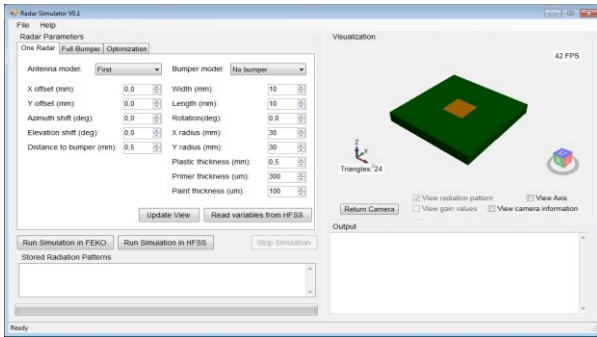 Radar Simulator V0.1
File Help
Radar Parameters
One Radar Full Bumper Optimization
Antenna model: First Bumper model: No bumper
X offset (mm): 0,0 Width (mm): 10
Y offset (mm): 0,0 Length (mm): 10
Azimuth shift (deg): 0,0 Rotation(deg): 0,0
Elevation shift (deg): 0,0 X radius (mm): 30
Distance to bumper (mm): 0,5 Y radius (mm): 30
Plastic thickness (mm): 0,5
Primer thickness (um): 300
Paint thickness (um): 100
Update View Read variables from HFSS
Run Simulation in FEKO Run Simulation in HFSS Stop Simulation
Stored Radiation Patterns
Ready
Visualization
42 FPS
Z
Y
X
Triangles: 24
View radiation pattern View Axis
Return Camera View gain values View camera information
Output